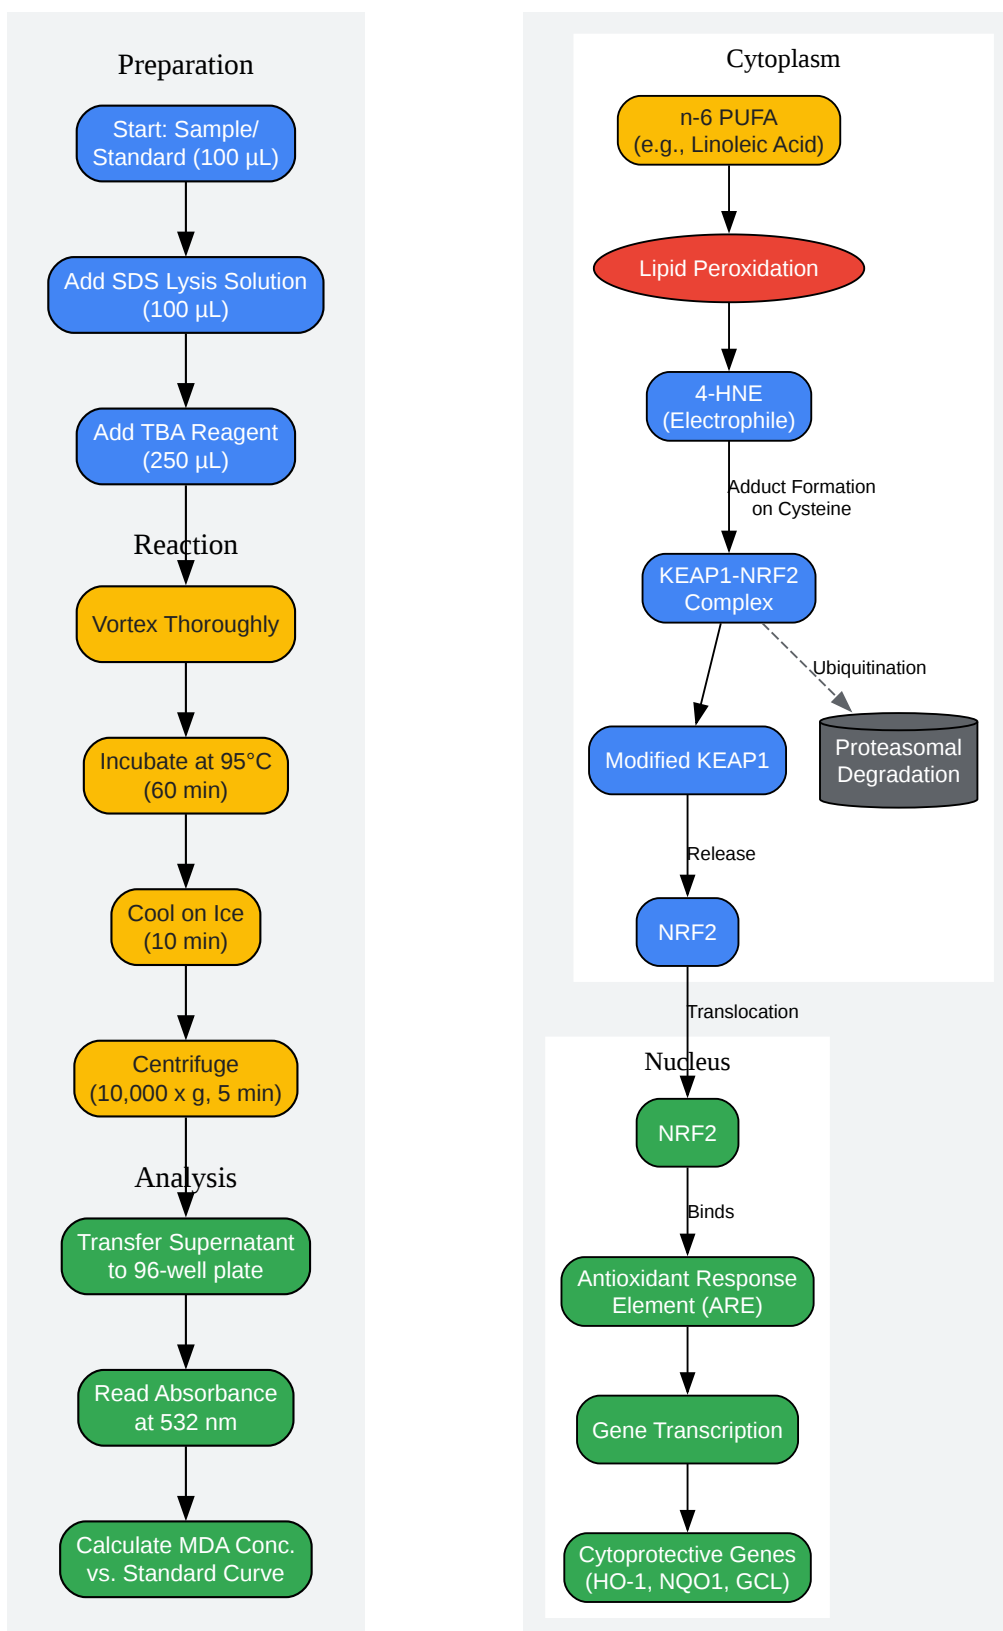 Preparation
Start: Sample/
Standard (100 µL)
Add SDS Lysis Solution
(100 µL)
Add TBA Reagent
(250 µL)
Reaction
Vortex Thoroughly
Incubate at 95°C
(60 min)
Cool on Ice
(10 min)
Centrifuge
(10,000 x g, 5 min)
Analysis
Transfer Supernatant
to 96-well plate
Read Absorbance
at 532 nm
Calculate MDA Conc.
vs. Standard Curve
Cytoplasm
n-6 PUFA
(e.g., Linoleic Acid)
Lipid Peroxidation
4-HNE
(Electrophile)
Adduct Formation
on Cysteine
KEAP1-NRF2
Complex
Ubiquitination
Modified KEAP1
Proteasomal
Degradation
Release
NRF2
Translocation
Nucleus
NRF2
Binds
Antioxidant Response
Element (ARE)
Gene Transcription
Cytoprotective Genes
(HO-1, NQO1, GCL)